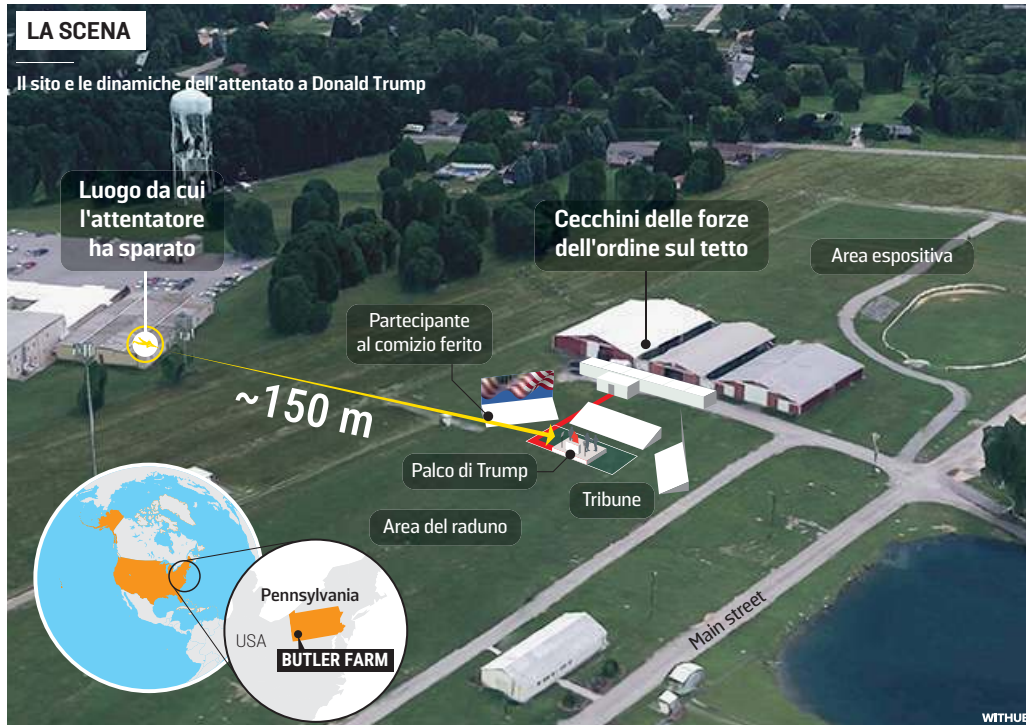 LA SCENA
Il sito e le dinamiche dell'attentato a Donald Trump
Luogo da cui
l'attentatore
ha sparato
Cecchini delle forze
dell'ordine sul tetto
Area espositiva
Partecipante
al comizio ferito
~150 m
Palco di Trump
Tribune
Area del raduno
Main street
Pennsylvania
USA
BUTLER FARM
WITHUB